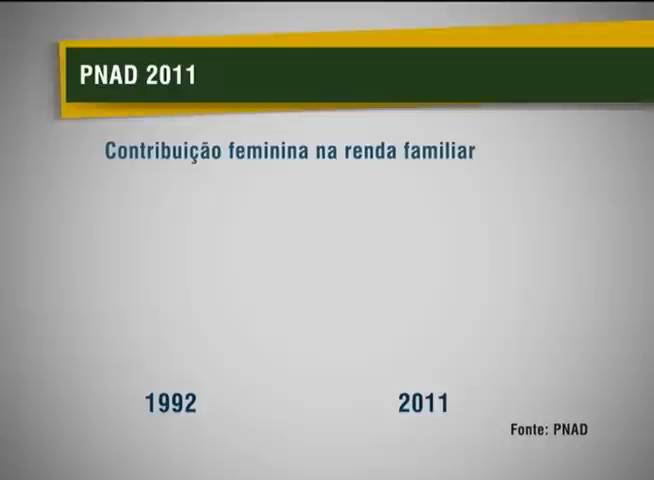 PNAD 2011
Contribuição feminina na renda familiar
1992 2011
Fonte: PNAD